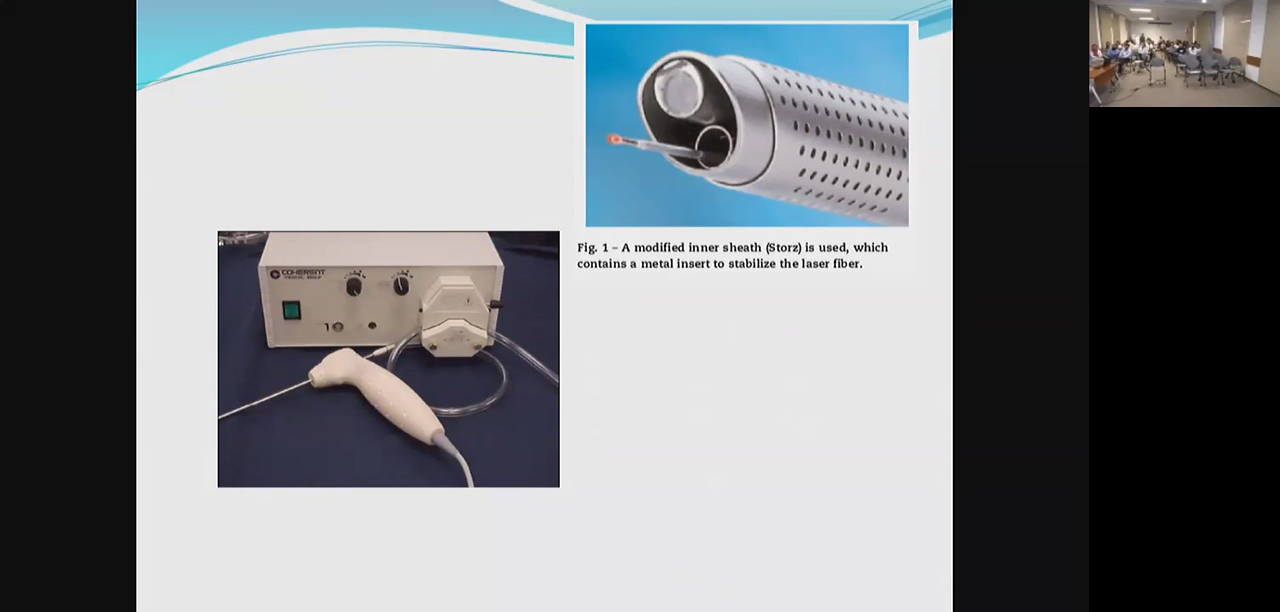 Fig. 1 – A modified inner sheath (Storz) is used, which
contains a metal insert to stabilize the laser fiber.
COHERENT